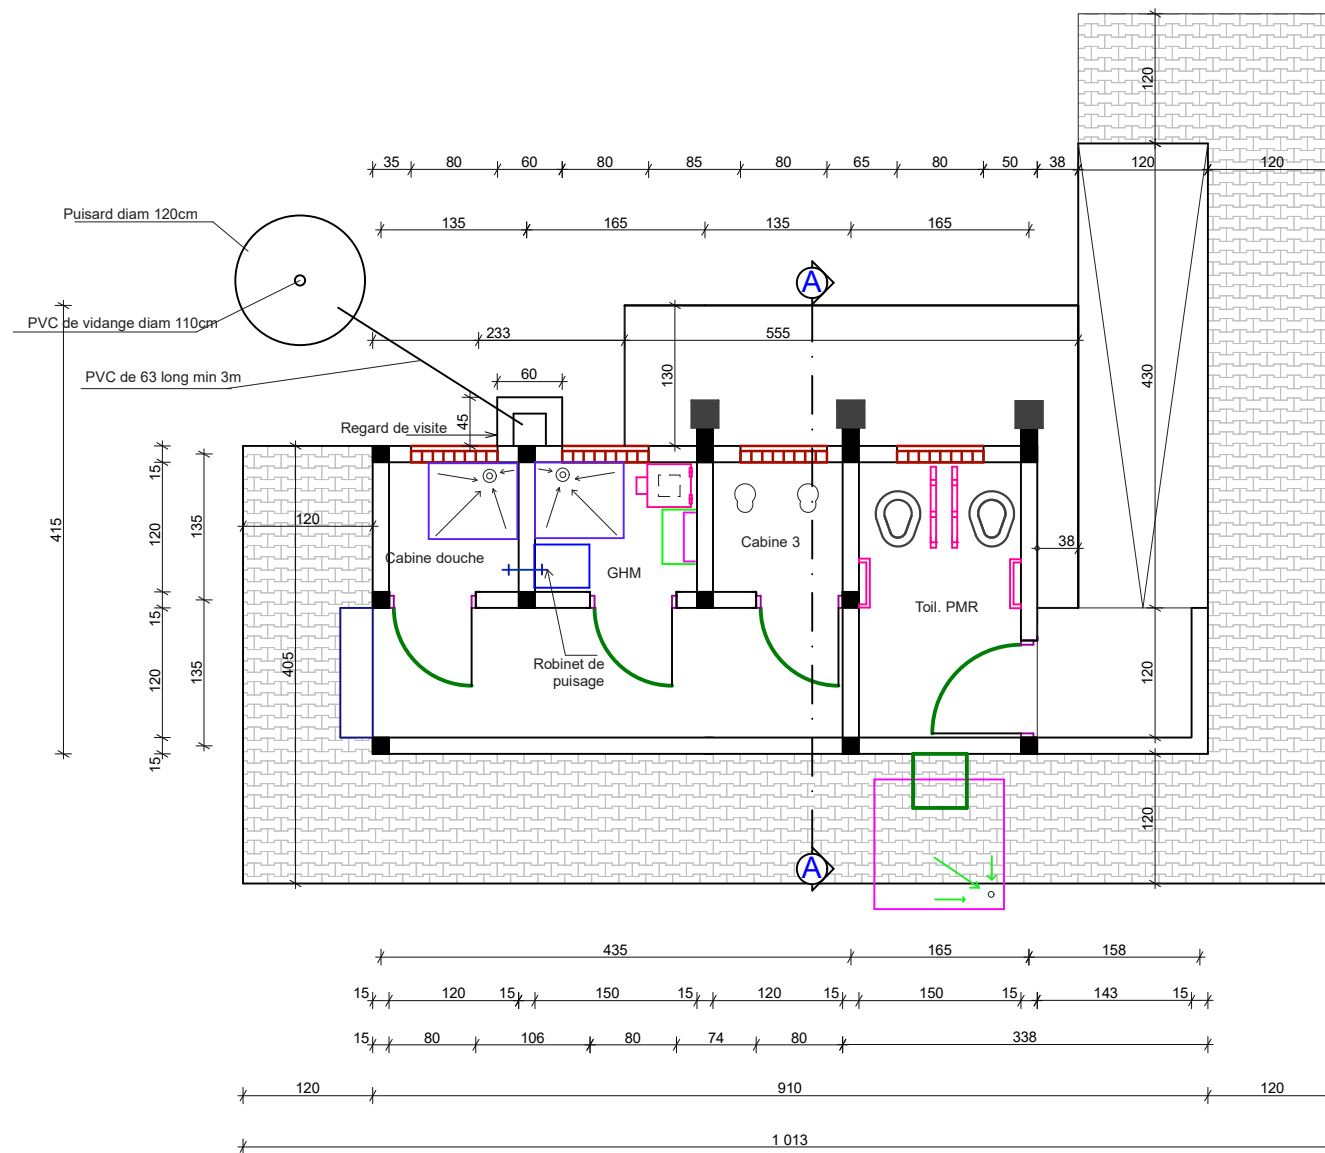 120
35 80 60 80 85 80 65 80 50 38 120 120
Puisard diam 120cm
135 165 135 165
A
PVC de vidange diam 110cm
233 555
PVC de 63 long min 3m
60
130
430
45
Regard de visite
15
415
120
135
120
Cabine douche
GHM
Cabine 3
38
Toil. PMR
15
405
120
135
Robinet de
puisage
120
15
120
A
435 165 158
15 120 15 150 15 120 15 150 15 143 15
15 80 106 80 74 80 338
120 910 120
1 013